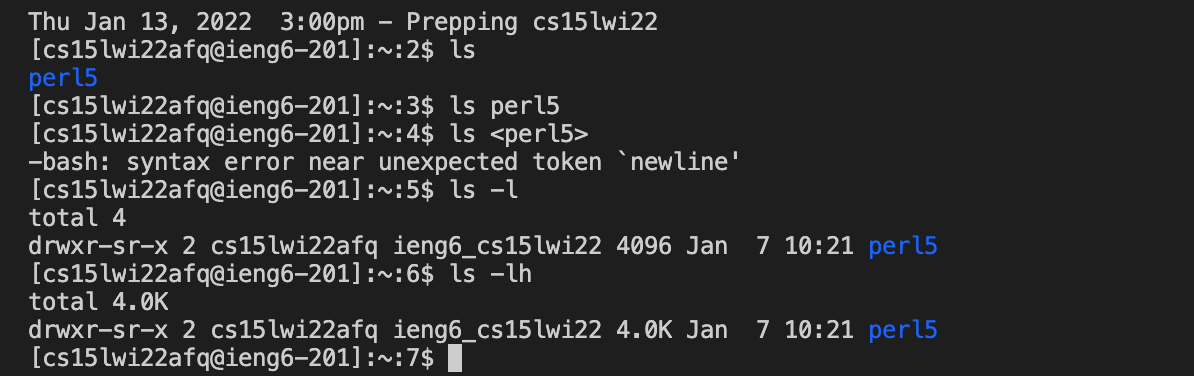 Thu Jan 13, 2022  3:00pm - Prepping cs15lwi22
[cs15lwi22afq@ieng6-201]:~:2$ ls
perl5
[cs15lwi22afq@ieng6-201]:~:3$ ls perl5
[cs15lwi22afq@ieng6-201]:~:4$ ls <perl5>
-bash: syntax error near unexpected token `newline'
[cs15lwi22afq@ieng6-201]:~:5$ ls -l
total 4
drwxr-sr-x 2 cs15lwi22afq ieng6_cs15lwi22 4096 Jan  7 10:21 perl5
[cs15lwi22afq@ieng6-201]:~:6$ ls -lh
total 4.0K
drwxr-sr-x 2 cs15lwi22afq ieng6_cs15lwi22 4.0K Jan  7 10:21 perl5
[cs15lwi22afq@ieng6-201]:~:7$